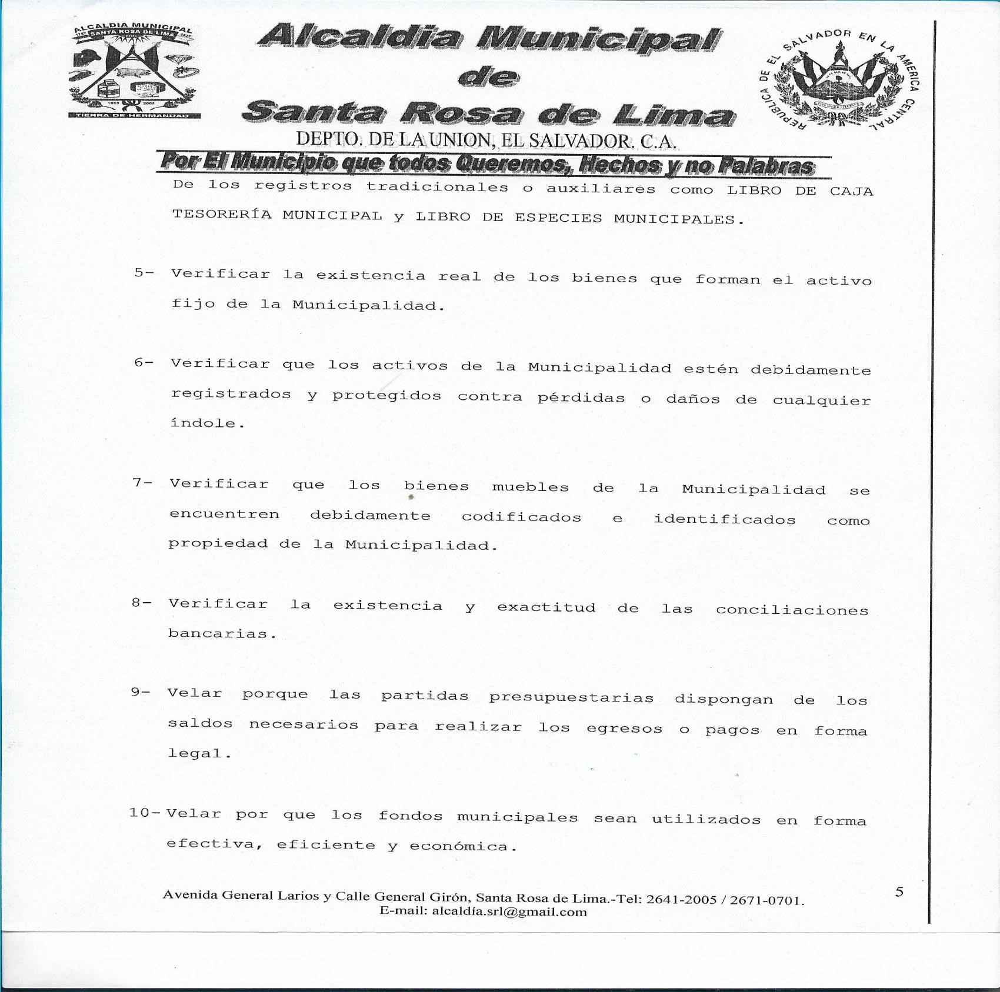 ALCALDIA MUNICIPAL
1757 SANTA ROSA DE LIMA 1827
DIOS
1863 2003
TIERRA DE HERMANDAD
Alcaldia Municipal
de
Santa Rosa de Lima
REPUBLICA DE EL SALVADOR EN LA AMERICA CENTRAL
DEPTO. DE LA UNION, EL SALVADOR. C.A.
Por El Municipio que todos Queremos, Hechos y no Palabras
De los registros tradicionales o auxiliares como LIBRO DE CAJA
TESORERÍA MUNICIPAL y LIBRO DE ESPECIES MUNICIPALES.
5- Verificar la existencia real de los bienes que forman el activo
fijo de la Municipalidad.
6- Verificar que los activos de la Municipalidad estén debidamente
registrados y protegidos contra pérdidas o daños de cualquier
índole.
7- Verificar que los bienes muebles de la Municipalidad se
encuentren debidamente codificados e identificados como
propiedad de la Municipalidad.
8- Verificar la existencia y exactitud de las conciliaciones
bancarias.
9- Velar porque las partidas presupuestarias dispongan de los
saldos necesarios para realizar los egresos o pagos en forma
legal.
10- Velar por que los fondos municipales sean utilizados en forma
efectiva, eficiente y económica.
Avenida General Larios y Calle General Girón, Santa Rosa de Lima.-Tel: 2641-2005 / 2671-0701.
E-mail: alcaldía.srl@gmail.com
5